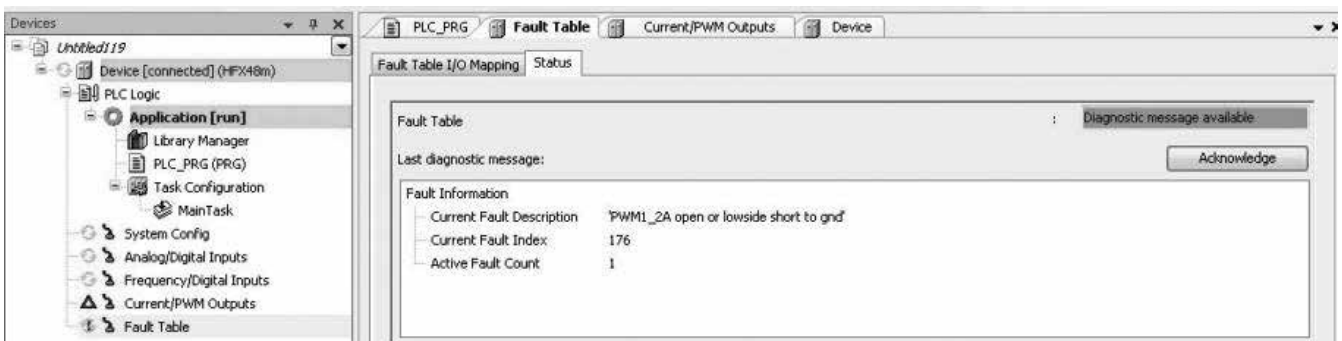 Devices
Untitled119
Device [connected] (HFX48m)
PLC Logic
Application [run]
Library Manager
PLC_PRG (PRG)
Task Configuration
MainTask
System Config
Analog/Digital Inputs
Frequency/Digital Inputs
Current/PWM Outputs
Fault Table
PLC_PRG Fault Table Current/PWM Outputs Device
Fault Table I/O Mapping Status
Fault Table : Diagnostic message available
Last diagnostic message: Acknowledge
Fault Information
Current Fault Description 'PWM1_2A open or lowside short to gnd'
Current Fault Index 176
Active Fault Count 1